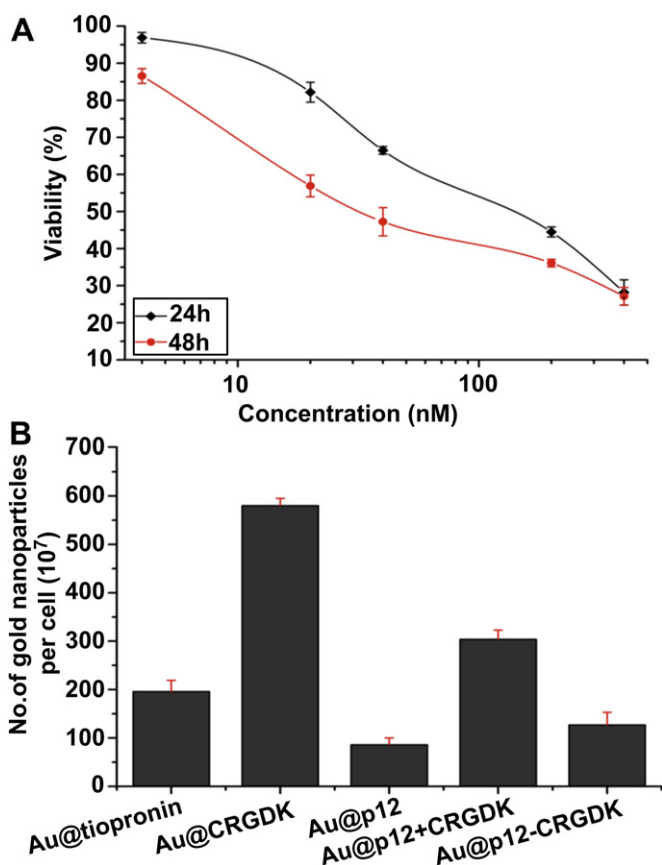 A
100
90
80
70
60
50
40
30
20
10
Viability (%)
24h
48h
10
100
Concentration (nM)
B
700
600
500
400
300
200
100
0
No.of gold nanoparticles
per cell (10⁷)
Au@tiopronin
Au@CRGDK
Au@p12
Au@p12+CRGDK
Au@p12-CRGDK